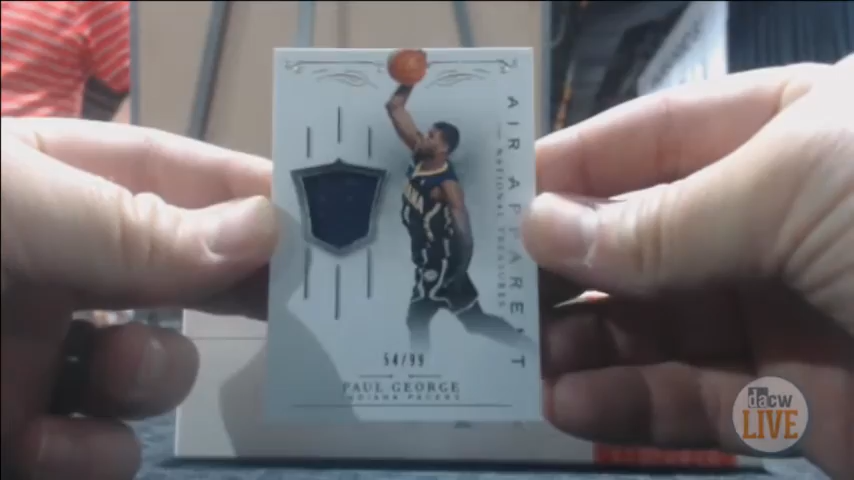 AIR APPARENT
NATIONAL TREASURES
54/99
PAUL GEORGE
INDIANA PACERS
dacw
LIVE